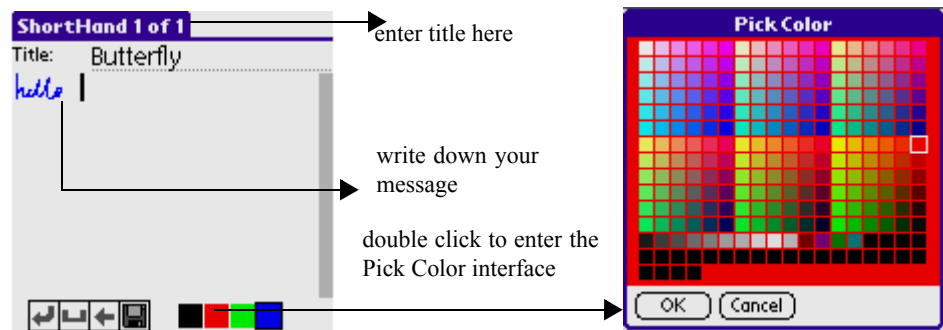 ShortHand 1 of 1
enter title here
Title: Butterfly
hello
write down your
message
double click to enter the
Pick Color interface
Pick Color
OK Cancel